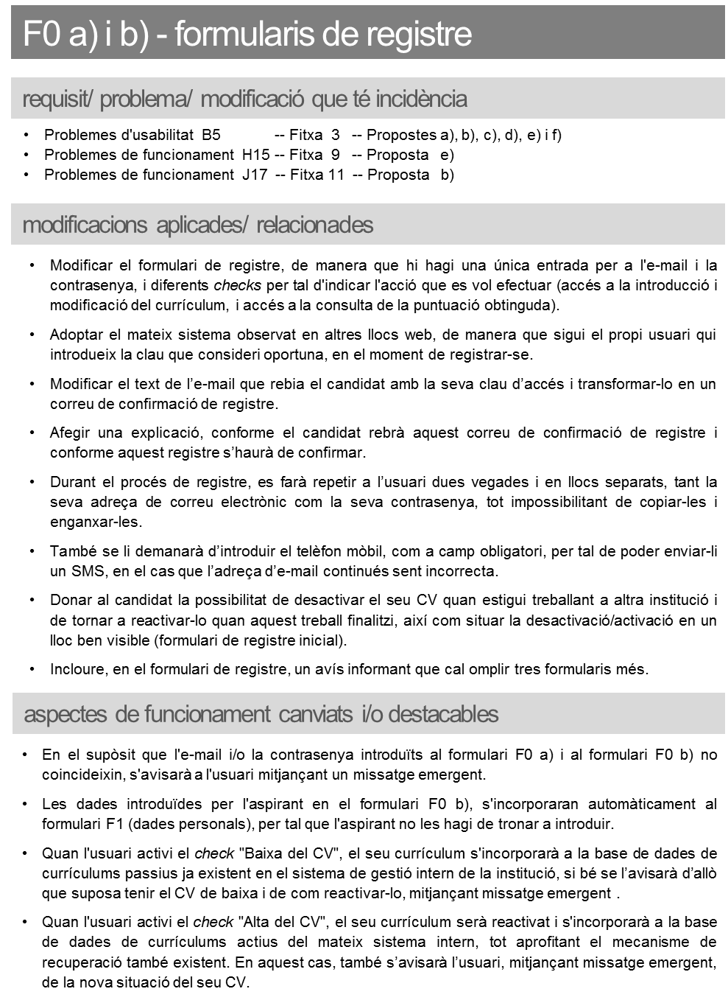 F0 a) i b) - formularis de registre
requisit/ problema/ modificació que té incidència
• Problemes d'usabilitat B5 -- Fitxa 3 -- Propostes a), b), c), d), e) i f)
• Problemes de funcionament H15 -- Fitxa 9 -- Proposta e)
• Problemes de funcionament J17 -- Fitxa 11 -- Proposta b)
modificacions aplicades/ relacionades
• Modificar el formulari de registre, de manera que hi hagi una única entrada per a l'e-mail i la
contrasenya, i diferents checks per tal d'indicar l'acció que es vol efectuar (accés a la introducció i
modificació del currículum, i accés a la consulta de la puntuació obtinguda).
• Adoptar el mateix sistema observat en altres llocs web, de manera que sigui el propi usuari qui
introdueix la clau que consideri oportuna, en el moment de registrar-se.
• Modificar el text de l’e-mail que rebia el candidat amb la seva clau d’accés i transformar-lo en un
correu de confirmació de registre.
• Afegir una explicació, conforme el candidat rebrà aquest correu de confirmació de registre i
conforme aquest registre s’haurà de confirmar.
• Durant el procés de registre, es farà repetir a l’usuari dues vegades i en llocs separats, tant la
seva adreça de correu electrònic com la seva contrasenya, tot impossibilitant de copiar-les i
enganxar-les.
• També se li demanarà d’introduir el telèfon mòbil, com a camp obligatori, per tal de poder enviar-li
un SMS, en el cas que l’adreça d’e-mail continués sent incorrecta.
• Donar al candidat la possibilitat de desactivar el seu CV quan estigui treballant a altra institució i
de tornar a reactivar-lo quan aquest treball finalitzi, així com situar la desactivació/activació en un
lloc ben visible (formulari de registre inicial).
• Incloure, en el formulari de registre, un avís informant que cal omplir tres formularis més.
aspectes de funcionament canviats i/o destacables
• En el supòsit que l'e-mail i/o la contrasenya introduïts al formulari F0 a) i al formulari F0 b) no
coincideixin, s'avisarà a l'usuari mitjançant un missatge emergent.
• Les dades introduïdes per l'aspirant en el formulari F0 b), s'incorporaran automàticament al
formulari F1 (dades personals), per tal que l'aspirant no les hagi de tronar a introduir.
• Quan l'usuari activi el check "Baixa del CV", el seu currículum s'incorporarà a la base de dades de
currículums passius ja existent en el sistema de gestió intern de la institució, si bé se l’avisarà d’allò
que suposa tenir el CV de baixa i de com reactivar-lo, mitjançant missatge emergent .
• Quan l'usuari activi el check "Alta del CV", el seu currículum serà reactivat i s'incorporarà a la base
de dades de currículums actius del mateix sistema intern, tot aprofitant el mecanisme de
recuperació també existent. En aquest cas, també s’avisarà l’usuari, mitjançant missatge emergent,
de la nova situació del seu CV.